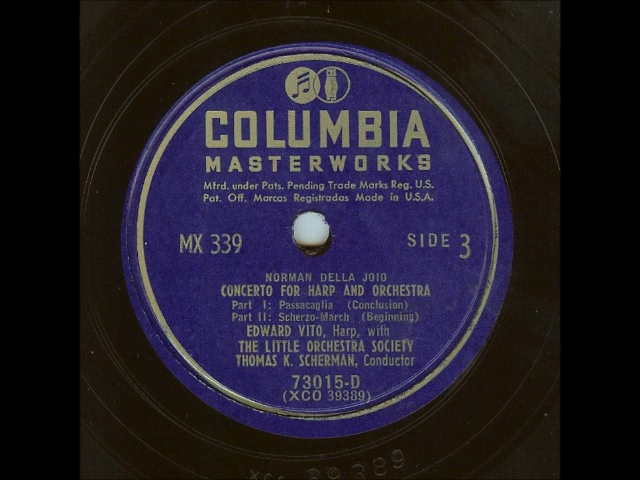 COLUMBIA
MASTERWORKS
Mfrd. under Pats. Pending Trade Marks Reg. U.S.
Pat. Off. Marcas Registradas Made in U.S.A.
MX 339 SIDE 3
NORMAN DELLA JOIO
CONCERTO FOR HARP AND ORCHESTRA
Part I: Passacaglia (Conclusion)
Part II: Scherzo-March (Beginning)
EDWARD VITO, Harp, with
THE LITTLE ORCHESTRA SOCIETY
THOMAS K. SCHERMAN, Conductor
73015-D
(XCO 39389)
xco 39389